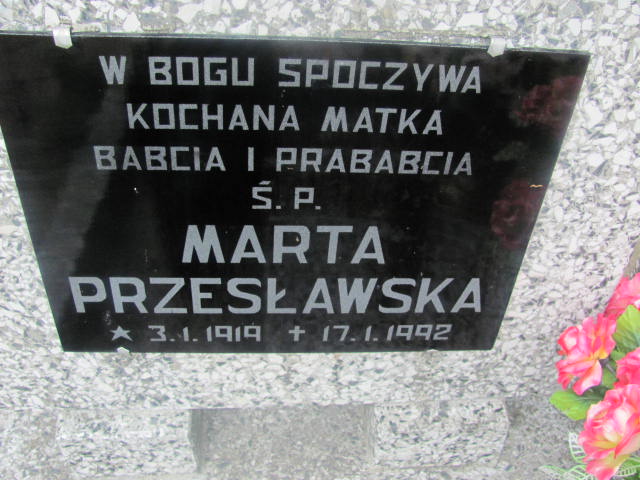 W BOGU SPOCZYWA
KOCHANA MATKA
BABCIA I PRABABCIA
Ś. P.
MARTA
PRZESŁAWSKA
★ 3.1.1919 + 17.1.1992